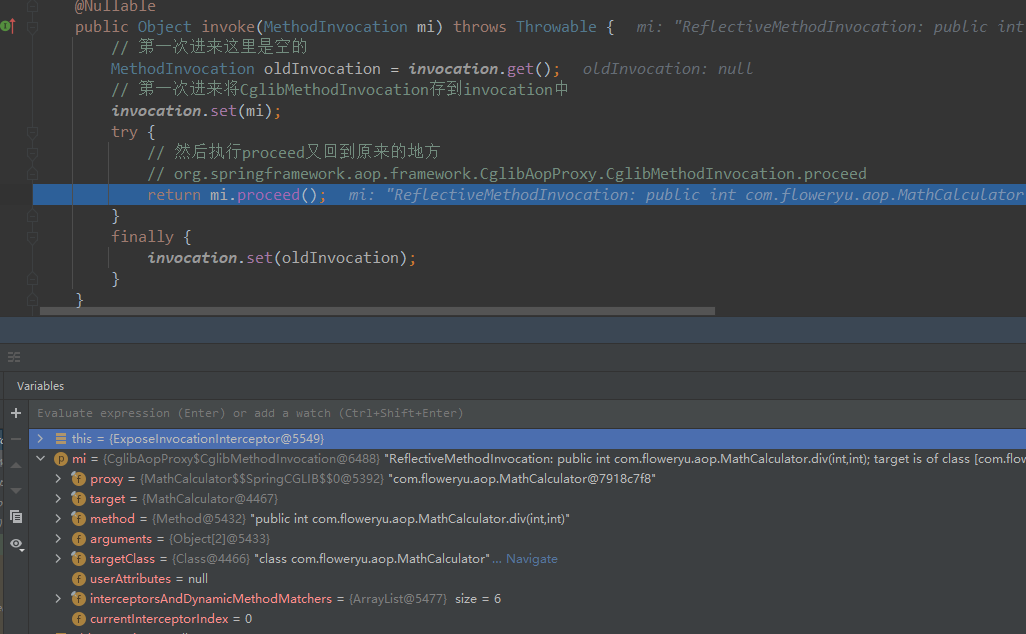 @Nullable
public Object invoke(MethodInvocation mi) throws Throwable {   mi: "ReflectiveMethodInvocation: public int
// 第一次进来这里是空的
MethodInvocation oldInvocation = invocation.get();   oldInvocation: null
// 第一次进来将CglibMethodInvocation存到invocation中
invocation.set(mi);
try {
// 然后执行proceed又回到原来的地方
// org.springframework.aop.framework.CglibAopProxy.CglibMethodInvocation.proceed
return mi.proceed();   mi: "ReflectiveMethodInvocation: public int com.floweryu.aop.MathCalculator
}
finally {
invocation.set(oldInvocation);
}
}
Variables
Evaluate expression (Enter) or add a watch (Ctrl+Shift+Enter)
this = {ExposeInvocationInterceptor@5549}
mi = {CglibAopProxy$CglibMethodInvocation@6488} "ReflectiveMethodInvocation: public int com.floweryu.aop.MathCalculator.div(int,int); target is of class [com.flow
proxy = {MathCalculator$$SpringCGLIB$$0@5392} "com.floweryu.aop.MathCalculator@7918c7f8"
target = {MathCalculator@4467}
method = {Method@5432} "public int com.floweryu.aop.MathCalculator.div(int,int)"
arguments = {Object[2]@5433}
targetClass = {Class@4466} "class com.floweryu.aop.MathCalculator" ... Navigate
userAttributes = null
interceptorsAndDynamicMethodMatchers = {ArrayList@5477} size = 6
currentInterceptorIndex = 0